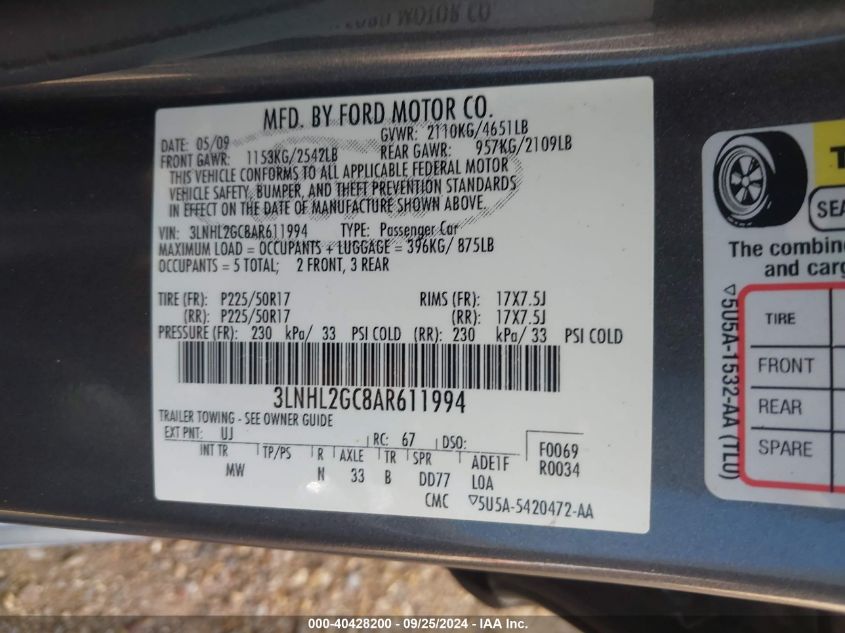 MFD. BY FORD MOTOR CO.
DATE: 05/09 GVWR: 2110KG/4651LB
FRONT GAWR: 1153KG/2542LB REAR GAWR: 957KG/2109LB
THIS VEHICLE CONFORMS TO ALL APPLICABLE FEDERAL MOTOR
VEHICLE SAFETY, BUMPER, AND THEFT PREVENTION STANDARDS
IN EFFECT ON THE DATE OF MANUFACTURE SHOWN ABOVE.
VIN: 3LNHL2GC8AR611994 TYPE: Passenger Car
MAXIMUM LOAD = OCCUPANTS + LUGGAGE = 396KG/ 875LB
OCCUPANTS = 5 TOTAL; 2 FRONT, 3 REAR
TIRE (FR): P225/50R17 RIMS (FR): 17X7.5J
(RR): P225/50R17 (RR): 17X7.5J
PRESSURE (FR): 230 kPa/ 33 PSI COLD (RR): 230 kPa/ 33 PSI COLD
3LNHL2GC8AR611994
TRAILER TOWING - SEE OWNER GUIDE
EXT PNT: UJ RC: 67 DSO: F0069
INT TR TP/PS R AXLE TR SPR ADE1F R0034
MW N 33 B DD77 LOA
CMC ▽5U5A-5420472-AA
SEA
The combin
and carg
TIRE
FRONT
REAR
SPARE
▽5U5A-1532-AA (TLU)
000-40428200 - 09/25/2024 - IAA Inc.